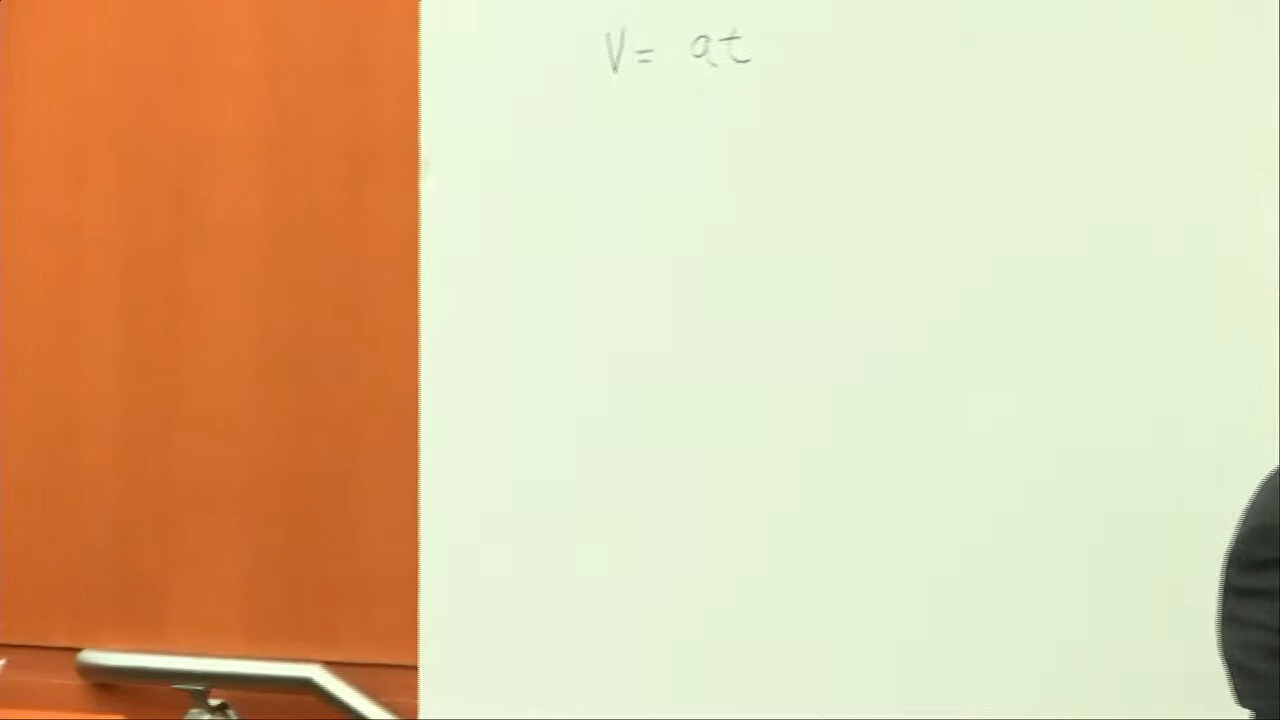 V = at